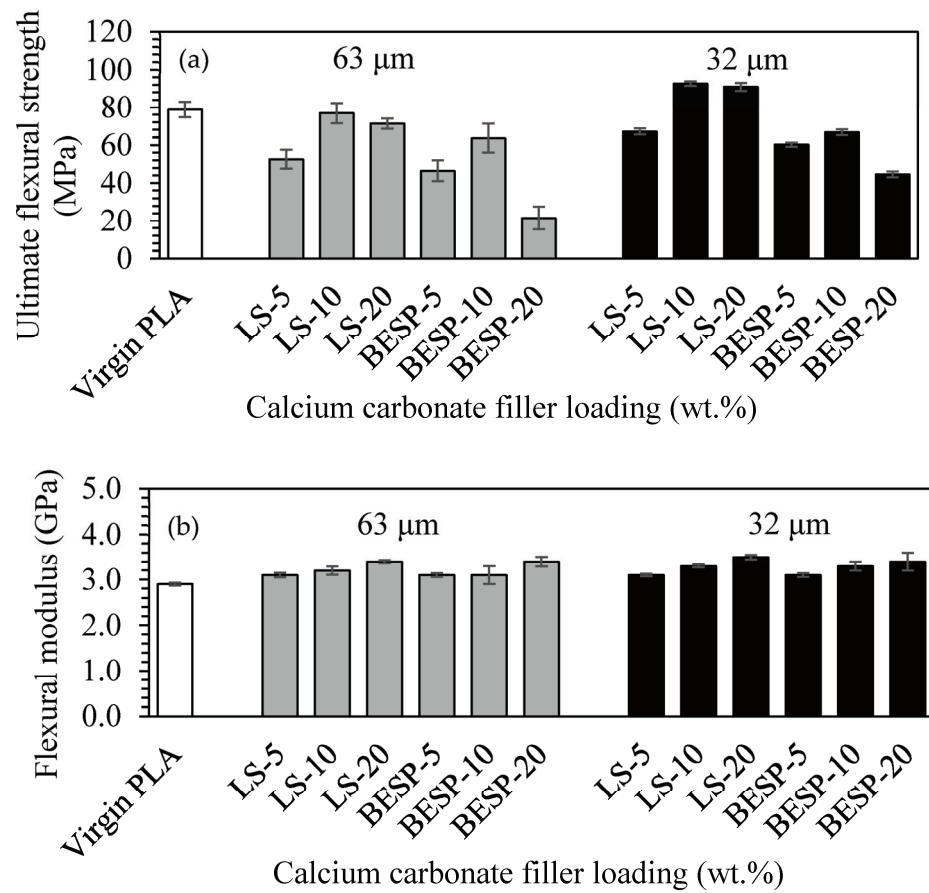 Ultimate flexural strength
(MPa)
120
100
80
60
40
20
0
(a)
63 μm
32 μm
Virgin PLA
LS-5
LS-10
LS-20
BESP-5
BESP-10
BESP-20
LS-5
LS-10
LS-20
BESP-5
BESP-10
BESP-20
Calcium carbonate filler loading (wt.%)
Flexural modulus (GPa)
5.0
4.0
3.0
2.0
1.0
0.0
(b)
63 μm
32 μm
Virgin PLA
LS-5
LS-10
LS-20
BESP-5
BESP-10
BESP-20
LS-5
LS-10
LS-20
BESP-5
BESP-10
BESP-20
Calcium carbonate filler loading (wt.%)